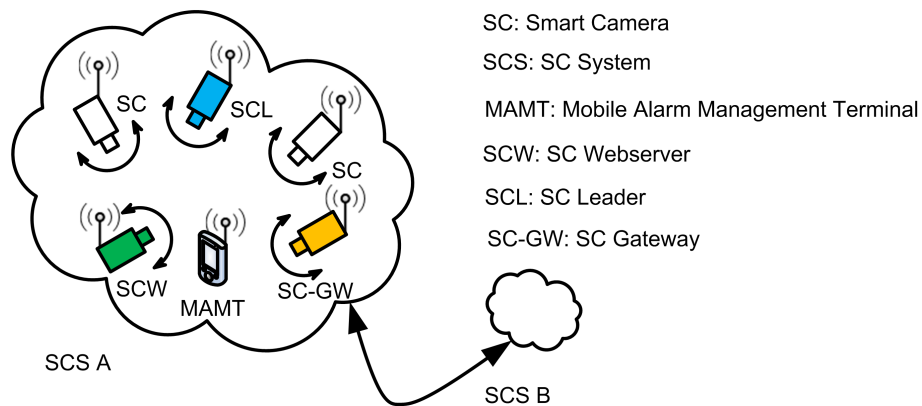 SC: Smart Camera
SCS: SC System
MAMT: Mobile Alarm Management Terminal
SCW: SC Webserver
SCL: SC Leader
SC-GW: SC Gateway
SC
SCL
SC
SCW
MAMT
SC-GW
SCS A
SCS B